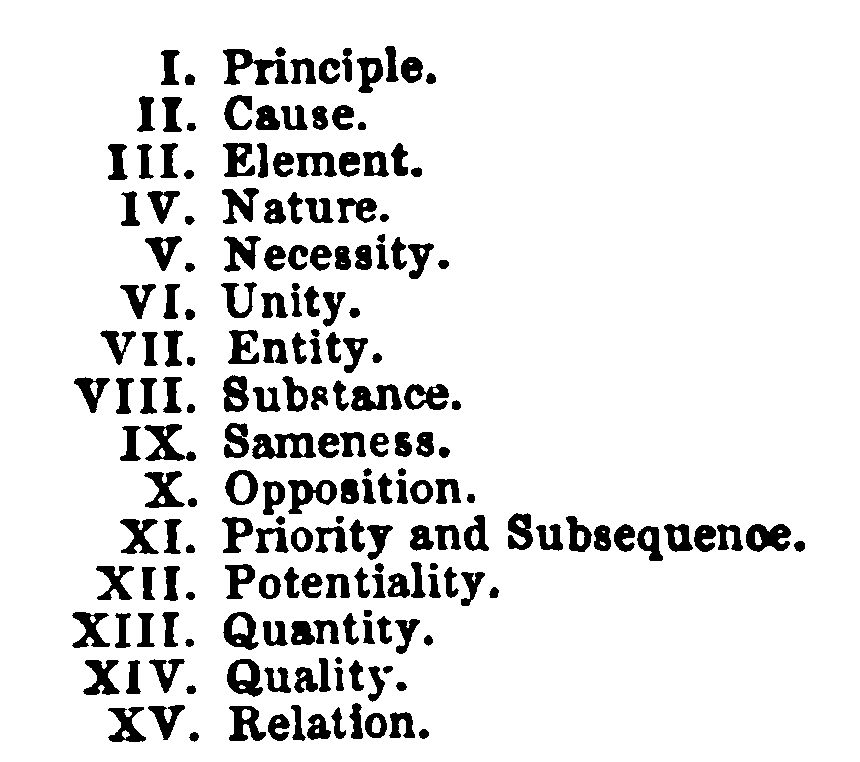 I. Principle.
II. Cause.
III. Element.
IV. Nature.
V. Necessity.
VI. Unity.
VII. Entity.
VIII. Substance.
IX. Sameness.
X. Opposition.
XI. Priority and Subsequence.
XII. Potentiality.
XIII. Quantity.
XIV. Quality.
XV. Relation.